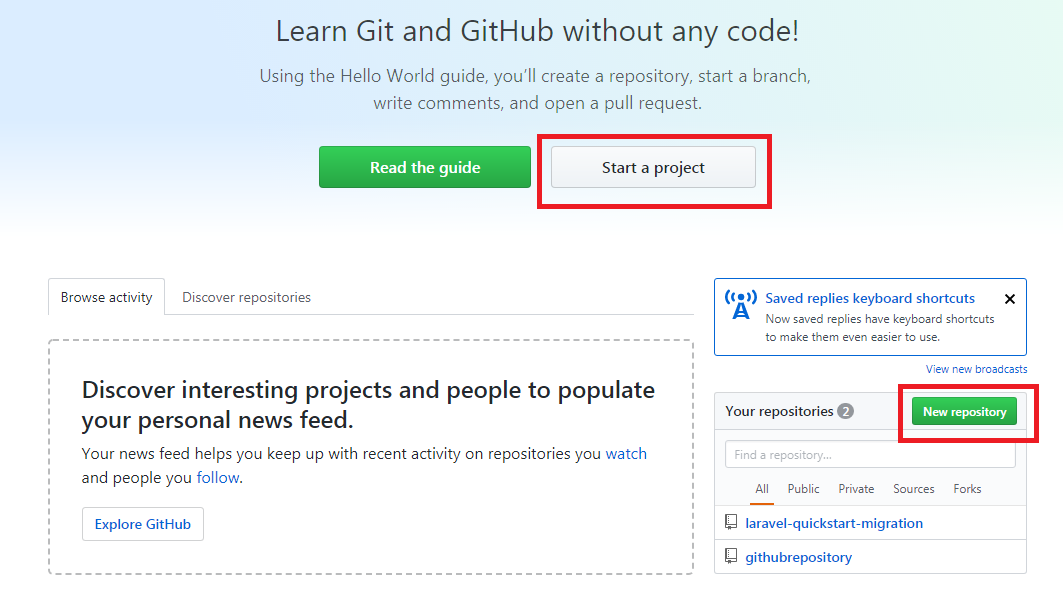 Learn Git and GitHub without any code!
Using the Hello World guide, you’ll create a repository, start a branch,
write comments, and open a pull request.
Read the guide
Start a project
Browse activity
Discover repositories
Discover interesting projects and people to populate
your personal news feed.
Your news feed helps you keep up with recent activity on repositories you watch
and people you follow.
Explore GitHub
Saved replies keyboard shortcuts
Now saved replies have keyboard shortcuts
to make them even easier to use.
View new broadcasts
Your repositories 2
New repository
Find a repository...
All Public Private Sources Forks
laravel-quickstart-migration
githubrepository